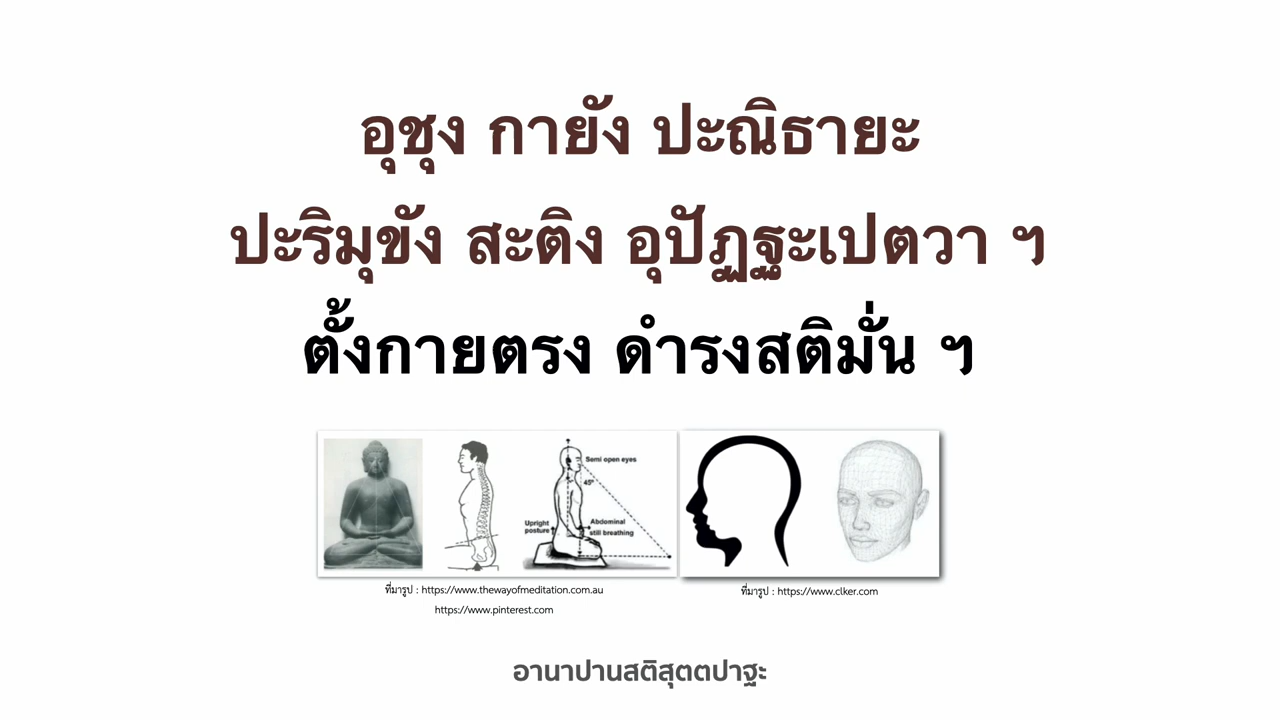 อุชุง กายัง ปะณิธายะ
ปะริมุขัง สะติง อุปัฏฐะเปตวา ฯ
ตั้งกายตรง ดำรงสติมั่น ฯ
Semi open eyes
45º
Upright
posture
Abdominal
still breathing
ที่มารูป : https://www.thewayofmeditation.com.au
https://www.pinterest.com
ที่มารูป : https://www.clker.com
อานาปานสติสุตตปาฐะ